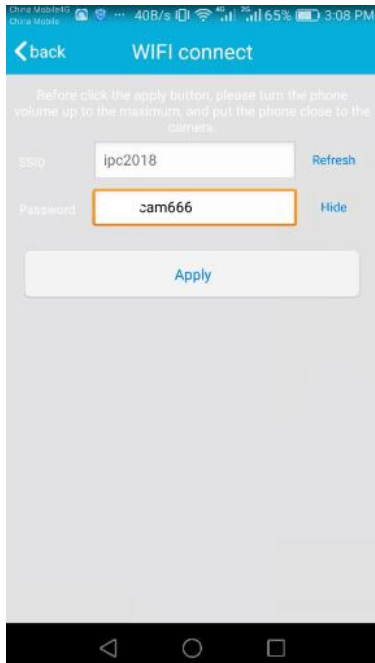 China Mobile4G
China Mobile
40B/s 4G 2G 65% 3:08 PM
back WIFI connect
Before click the apply button, please turn the phone
volume up to the maximum, and put the phone close to the
camera.
SSID ipc2018 Refresh
Password cam666 Hide
Apply